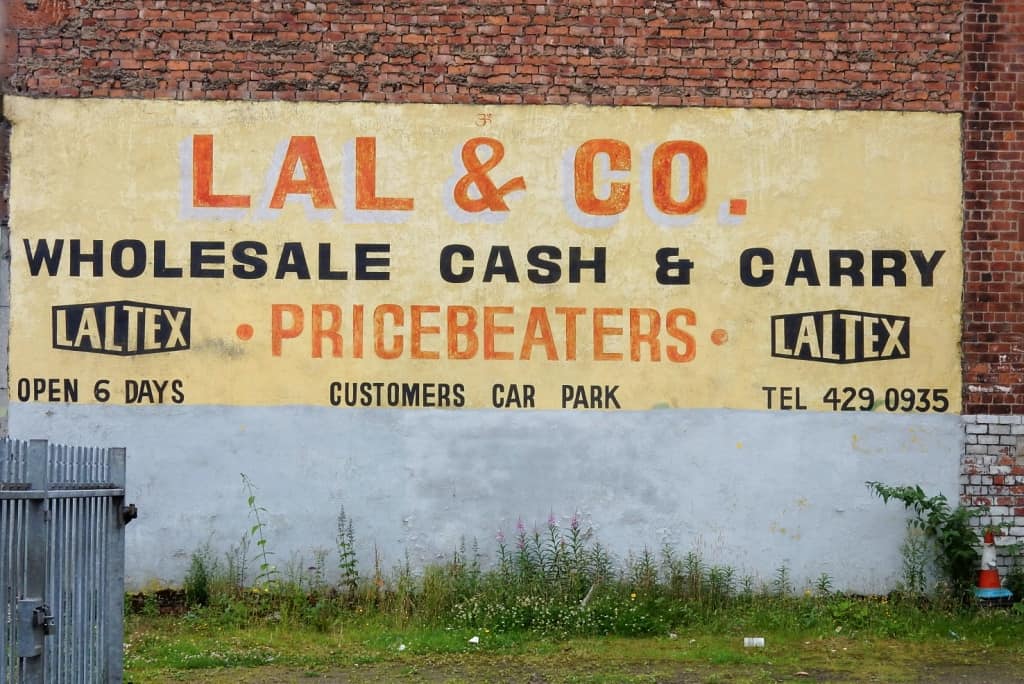 ॐ
LAL & CO.
WHOLESALE CASH & CARRY
LALTEX • PRICEBEATERS • LALTEX
OPEN 6 DAYS CUSTOMERS CAR PARK TEL 429 0935